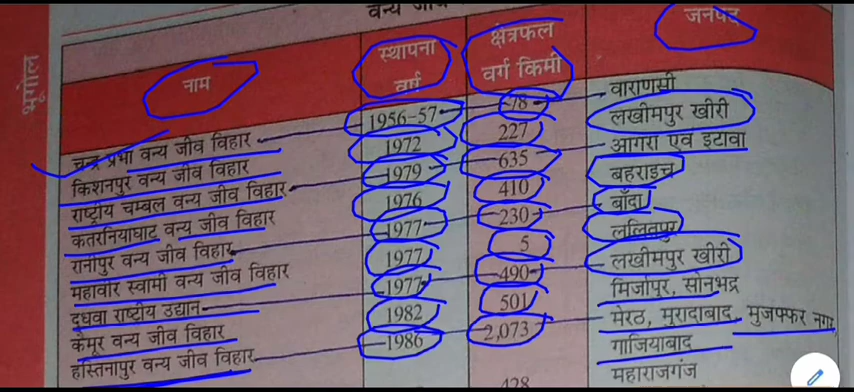 वन्य जीव
भूगोल
नाम स्थापना वर्ष क्षेत्रफल वर्ग किमी जनपद
चन्द्र प्रभा वन्य जीव विहार 1956-57 78 वाराणसी
किशनपुर वन्य जीव विहार 1972 227 लखीमपुर खीरी
राष्ट्रीय चम्बल वन्य जीव विहार 1979 635 आगरा एवं इटावा
कतरनियाघाट वन्य जीव विहार 1976 410 बहराइच
रानीपुर वन्य जीव विहार 1977 230 बाँदा
महावीर स्वामी वन्य जीव विहार 1977 5 ललितपुर
दुधवा राष्ट्रीय उद्यान 1977 490 लखीमपुर खीरी
कैमूर वन्य जीव विहार 1982 501 मिर्जापुर, सोनभद्र
हस्तिनापुर वन्य जीव विहार 1986 2,073 मेरठ, मुरादाबाद, मुजफ्फर नगर
गाजियाबाद
428 महाराजगंज